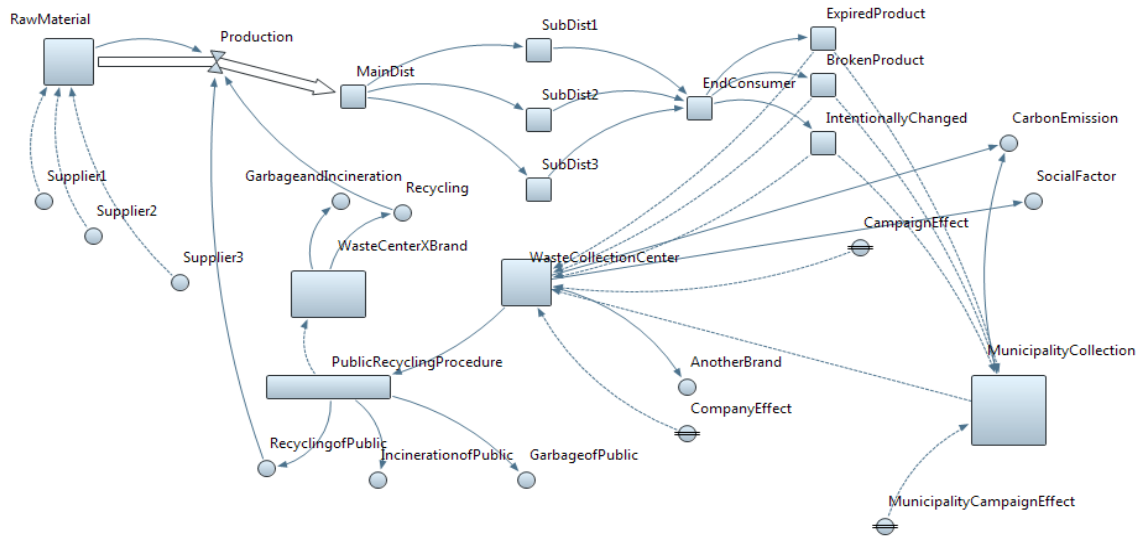 RawMaterial
Production
MainDist
SubDist1
SubDist2
SubDist3
EndConsumer
ExpiredProduct
BrokenProduct
IntentionallyChanged
CarbonEmission
SocialFactor
CampaignEffect
Supplier1
Supplier2
Supplier3
GarbageandIncineration
Recycling
WasteCenterXBrand
WasteCollectionCenter
PublicRecyclingProcedure
AnotherBrand
CompanyEffect
MunicipalityCollection
RecyclingofPublic
IncinerationofPublic
GarbageofPublic
MunicipalityCampaignEffect